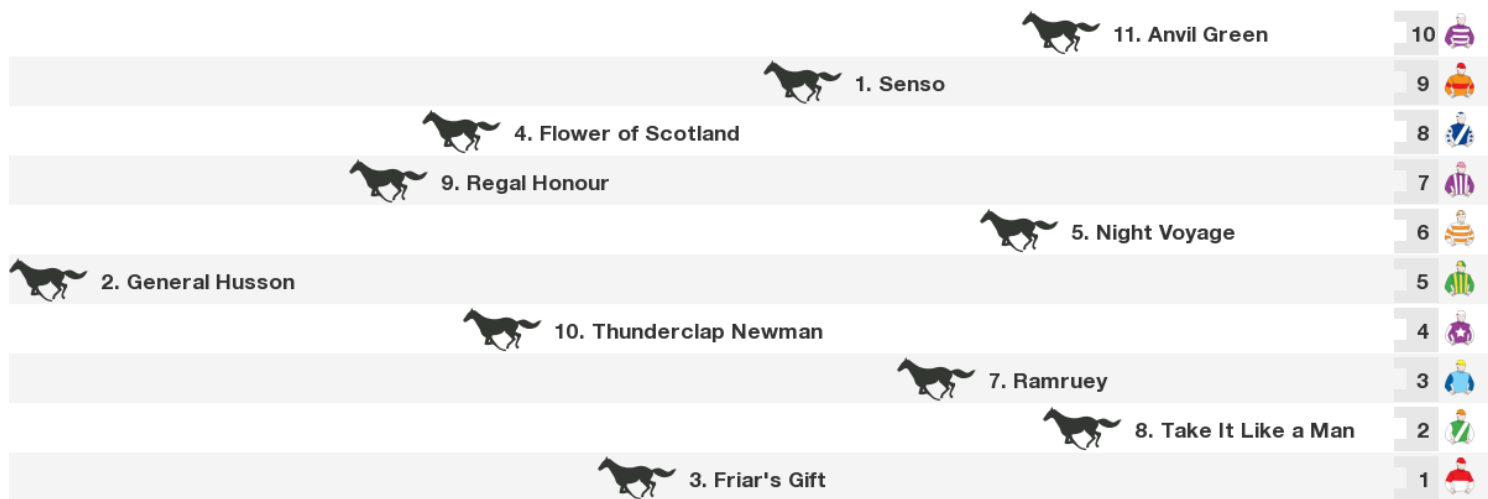 11. Anvil Green 10
1. Senso 9
4. Flower of Scotland 8
9. Regal Honour 7
5. Night Voyage 6
2. General Husson 5
10. Thunderclap Newman 4
7. Ramruey 3
8. Take It Like a Man 2
3. Friar's Gift 1